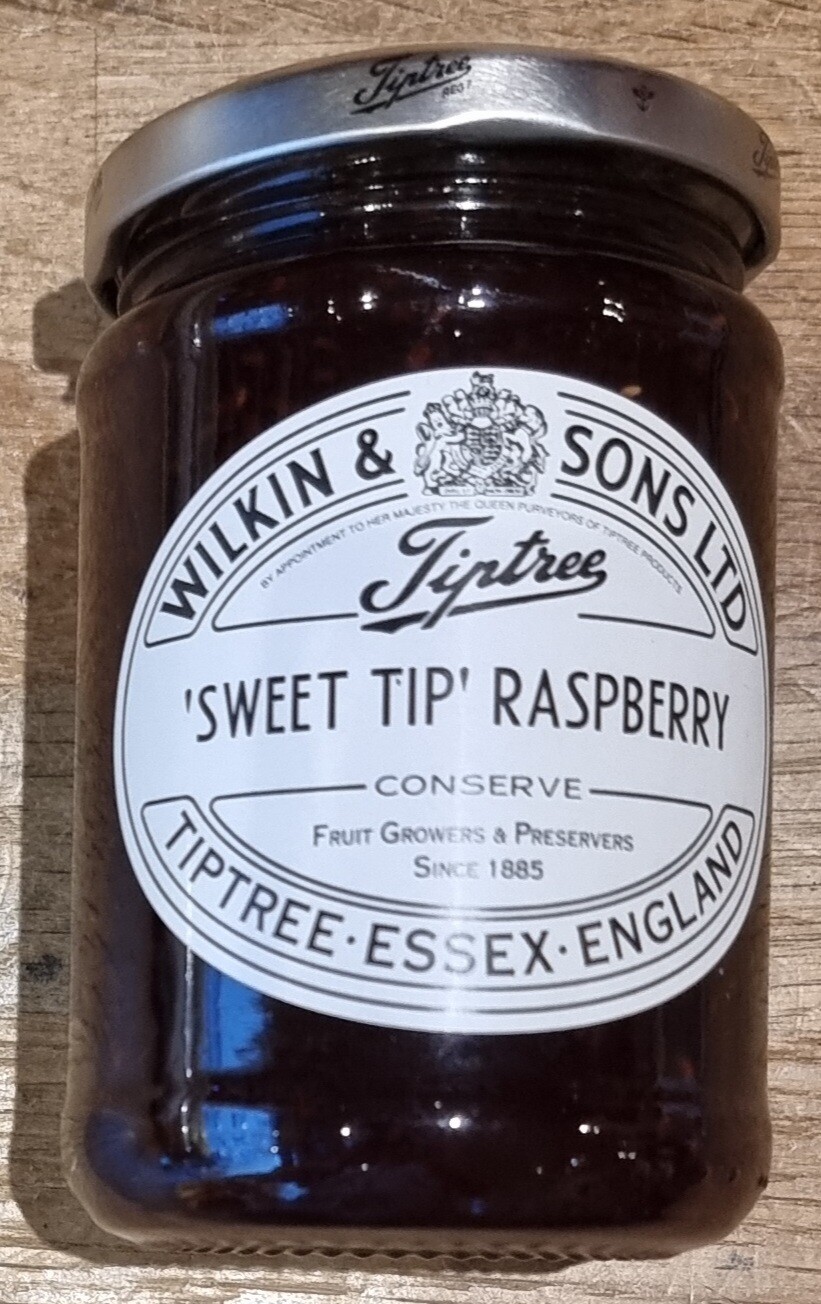 Tiptree
REG?
WILKIN & SONS LTD
BY APPOINTMENT TO HER MAJESTY THE QUEEN PURVEYORS OF TIPTREE PRODUCTS.
Tiptree
'SWEET TIP' RASPBERRY
CONSERVE
FRUIT GROWERS & PRESERVERS
SINCE 1885
TIPTREE·ESSEX·ENGLAND